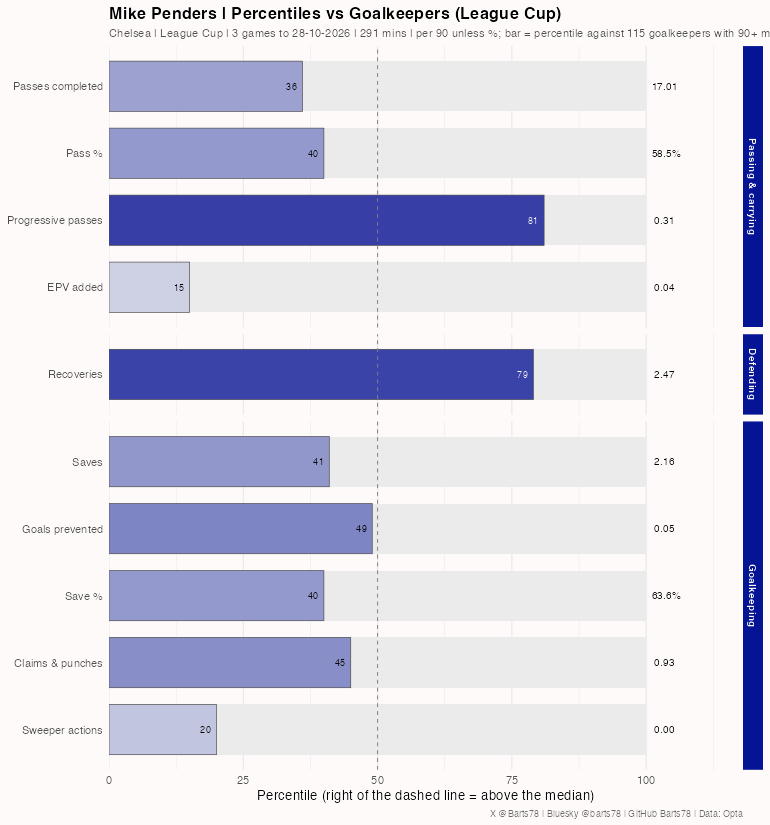 Mike Penders | Percentiles vs Goalkeepers (League Cup)
Chelsea | League Cup | 3 games to 28-10-2026 | 291 mins | per 90 unless %; bar = percentile against 115 goalkeepers with 90+ m
Passes completed 36 17.01
Pass % 40 58.5%
Progressive passes 81 0.31
EPV added 15 0.04
Passing & carrying
Recoveries 79 2.47
Defending
Saves 41 2.16
Goals prevented 49 0.05
Save % 40 63.6%
Claims & punches 45 0.93
Sweeper actions 20 0.00
Goalkeeping
0 25 50 75 100
Percentile (right of the dashed line = above the median)
X @Barts78 | Bluesky @barts78 | GitHub Barts78 | Data: Opta